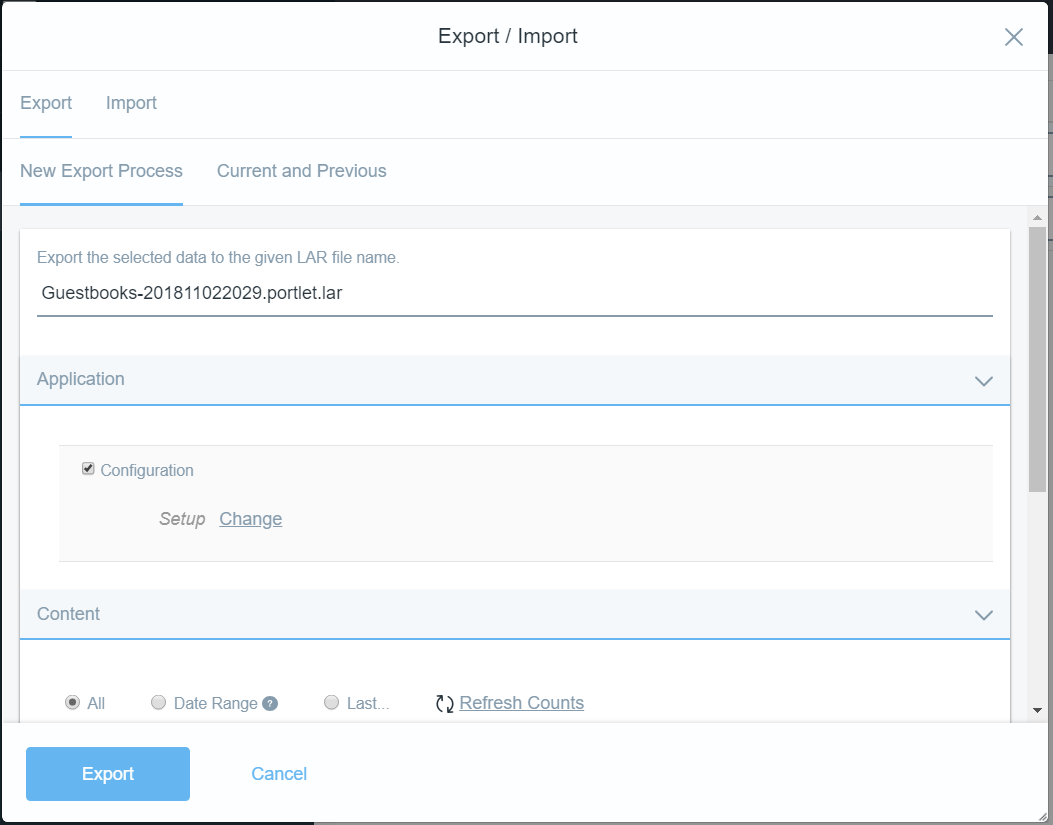 Export / Import
Export Import
New Export Process Current and Previous
Export the selected data to the given LAR file name.
Guestbooks-201811022029.portlet.lar
Application
Configuration
Setup Change
Content
All Date Range ? Last... Refresh Counts
Export Cancel